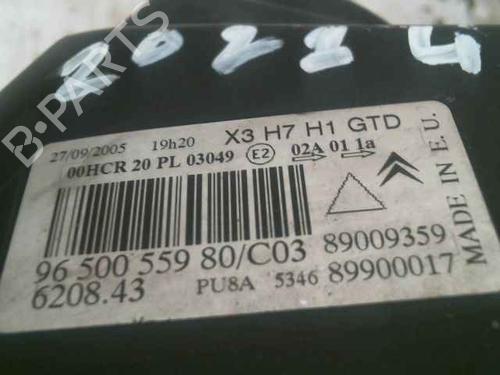 90224
27/09/2005 19h20 X3 H7 H1 GTD
00HCR 20 PL 03049 E2 02A 01 1a
96 500 559 80/C03 89009359
6208.43 PU8A 5346 89900017
MADE IN E.U.
B-PARTS